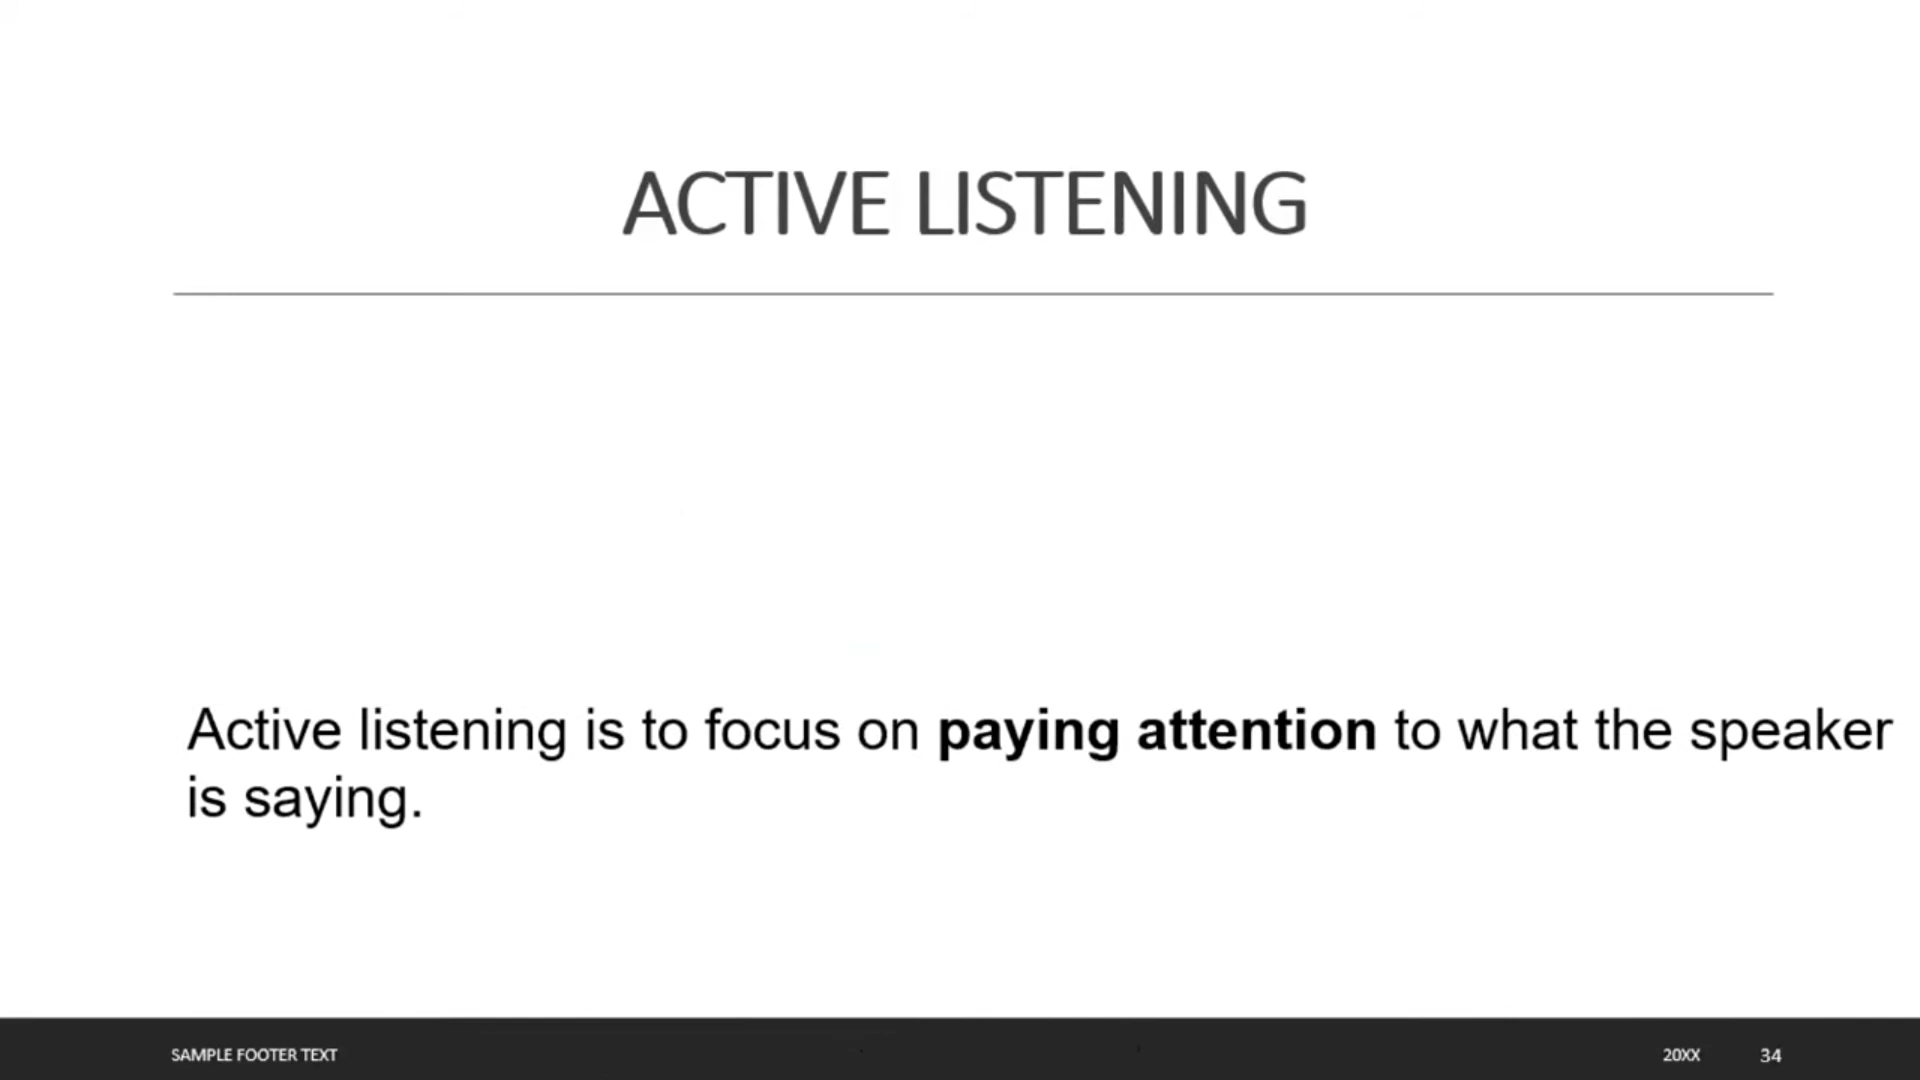 ACTIVE LISTENING
Active listening is to focus on paying attention to what the speaker
is saying.
SAMPLE FOOTER TEXT
20XX
34